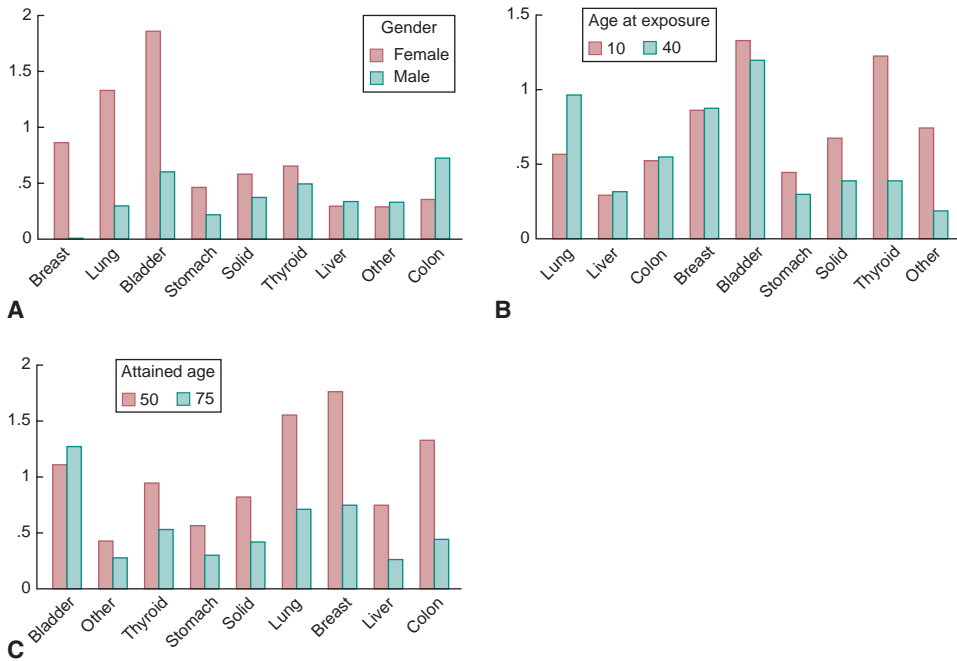 2
1.5
1
.5
0
Gender
Female
Male
Breast
Lung
Bladder
Stomach
Solid
Thyroid
Liver
Other
Colon
A
1.5
1
.5
0
Age at exposure
10 40
Lung
Liver
Colon
Breast
Bladder
Stomach
Solid
Thyroid
Other
B
2
1.5
1
.5
0
Attained age
50 75
Bladder
Other
Thyroid
Stomach
Solid
Lung
Breast
Liver
Colon
C